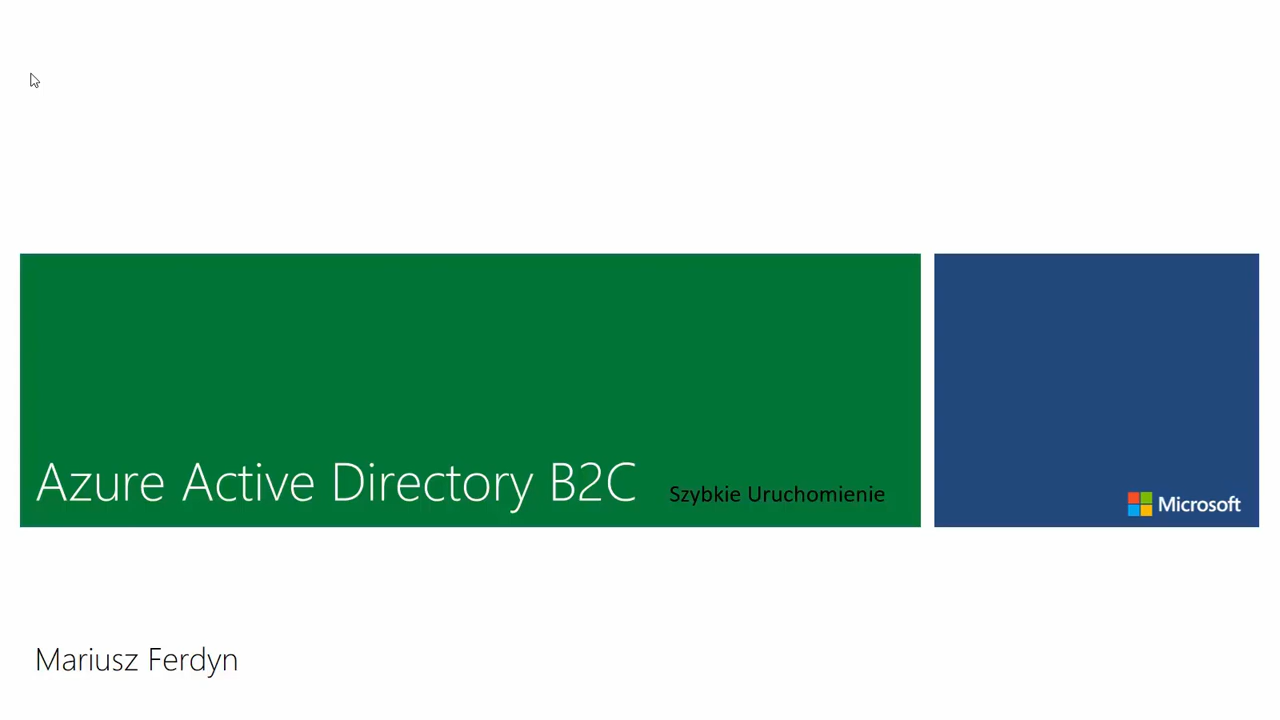 Azure Active Directory B2C Szybkie Uruchomienie
Microsoft
Mariusz Ferdyn